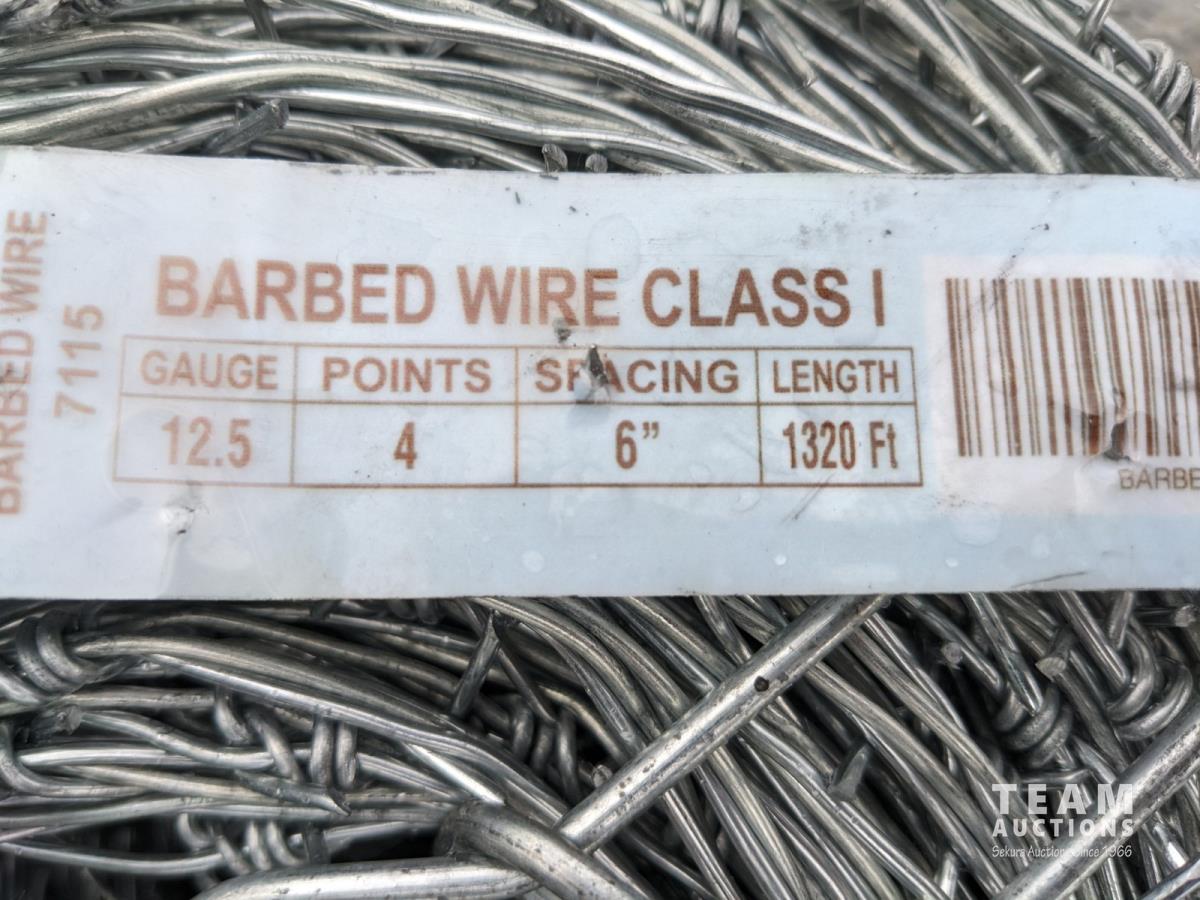 BARBED WIRE
7115
BARBED WIRE CLASS I
GAUGE POINTS SPACING LENGTH
12.5 4 6" 1320 Ft
BARBE
TEAM
AUCTIONS
Sekura Auctions Since 1966